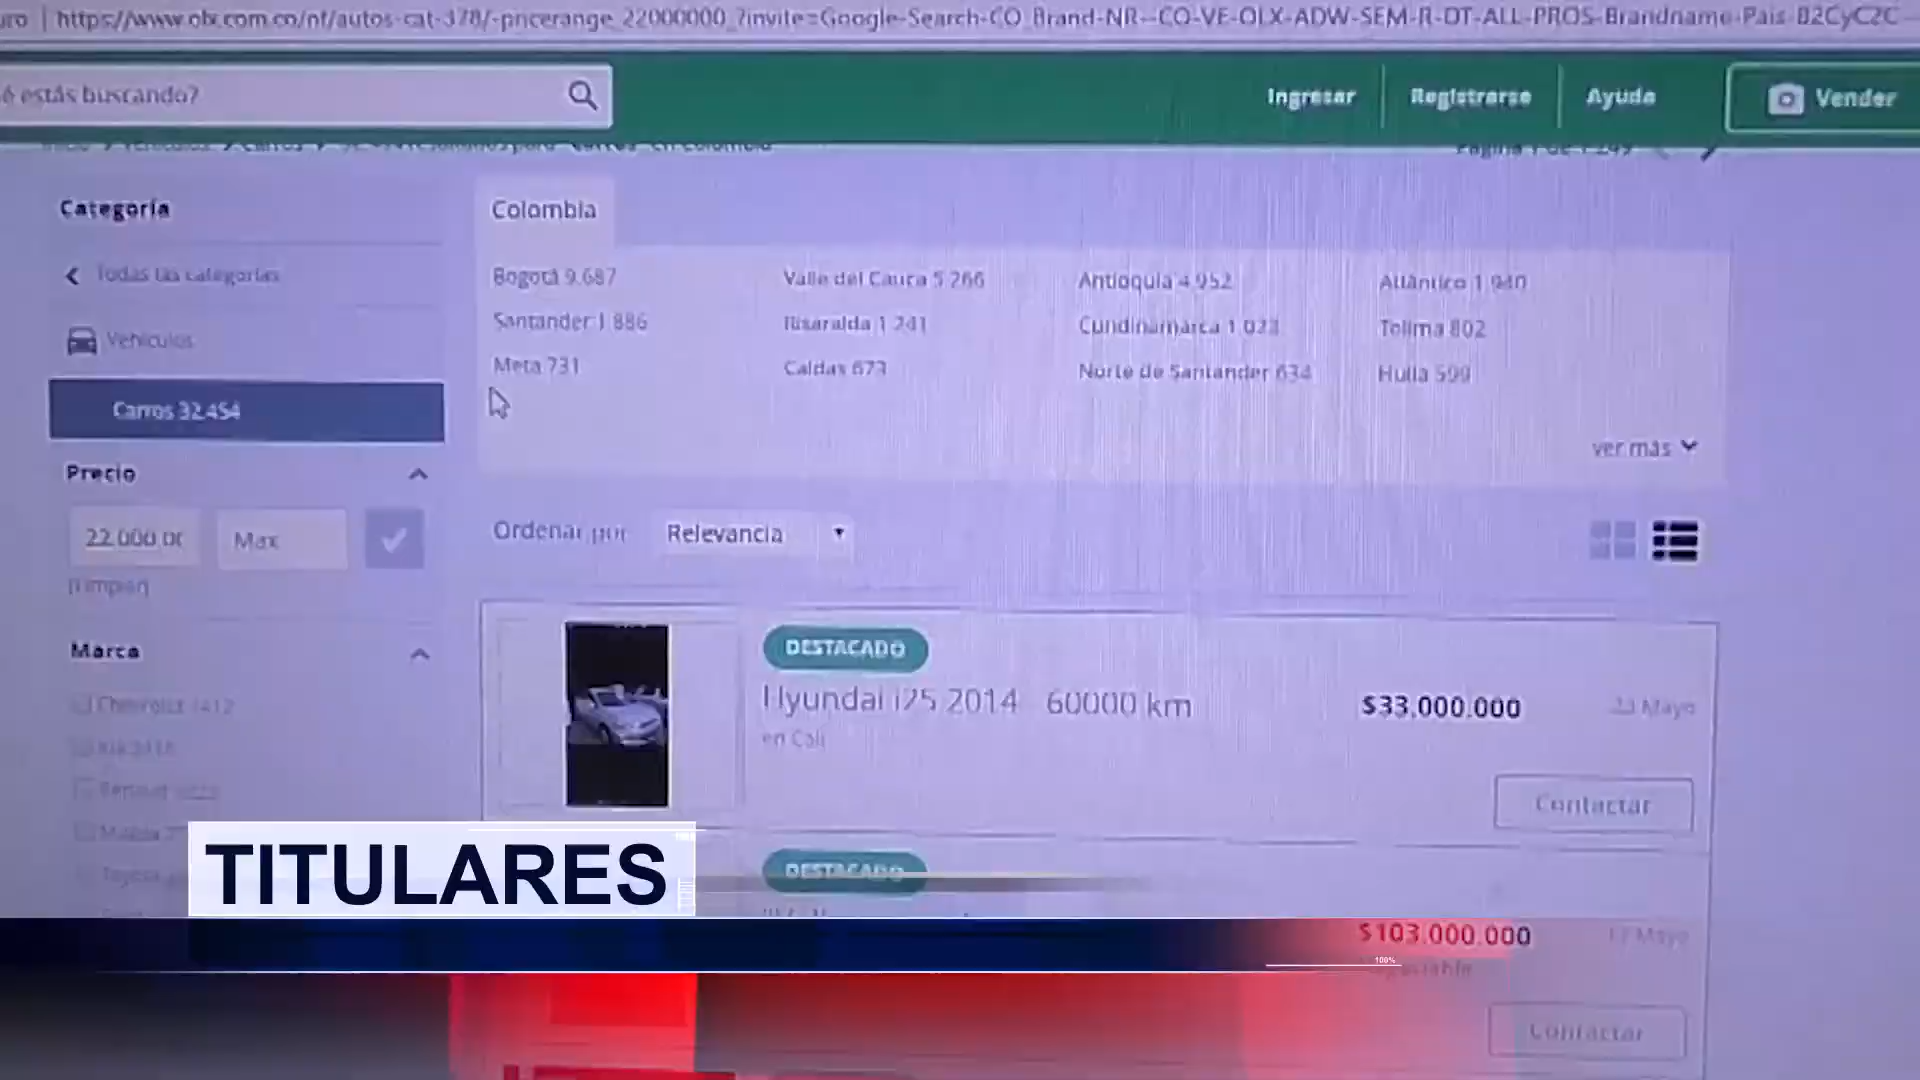 uro | https://www.olx.com.co/nf/autos-cat-378/-pricerange_22000000_?invite=Google-Search-CO_Brand-NR--CO-VE-OLX-ADW-SEM-R-DT-ALL-PROS-Brandname-Pais-B2CyC2C
é estás buscando?
Ingresar
Registrarse
Ayuda
Vender
Categoría
Colombia
Todas las categorías
Vehículos
Carros 32.454
Bogotá 9.687
Valle del Cauca 5 266
Antioquia 4 952
Atlántico 1 940
Santander 1 886
Risaralda 1 241
Cundinamarca 1 023
Tolima 802
Meta 731
Caldas 673
Norte de Santander 634
Huila 599
ver más
Precio
22.000.00
Max
Ordenar por
Relevancia
Marca
DESTACADO
Hyundai i25 2014 60000 km
en Cali
$33.000.000
23 Mayo
Contactar
DESTACADO
TITULARES
$103.000.000
Mayo
100%
Contactar